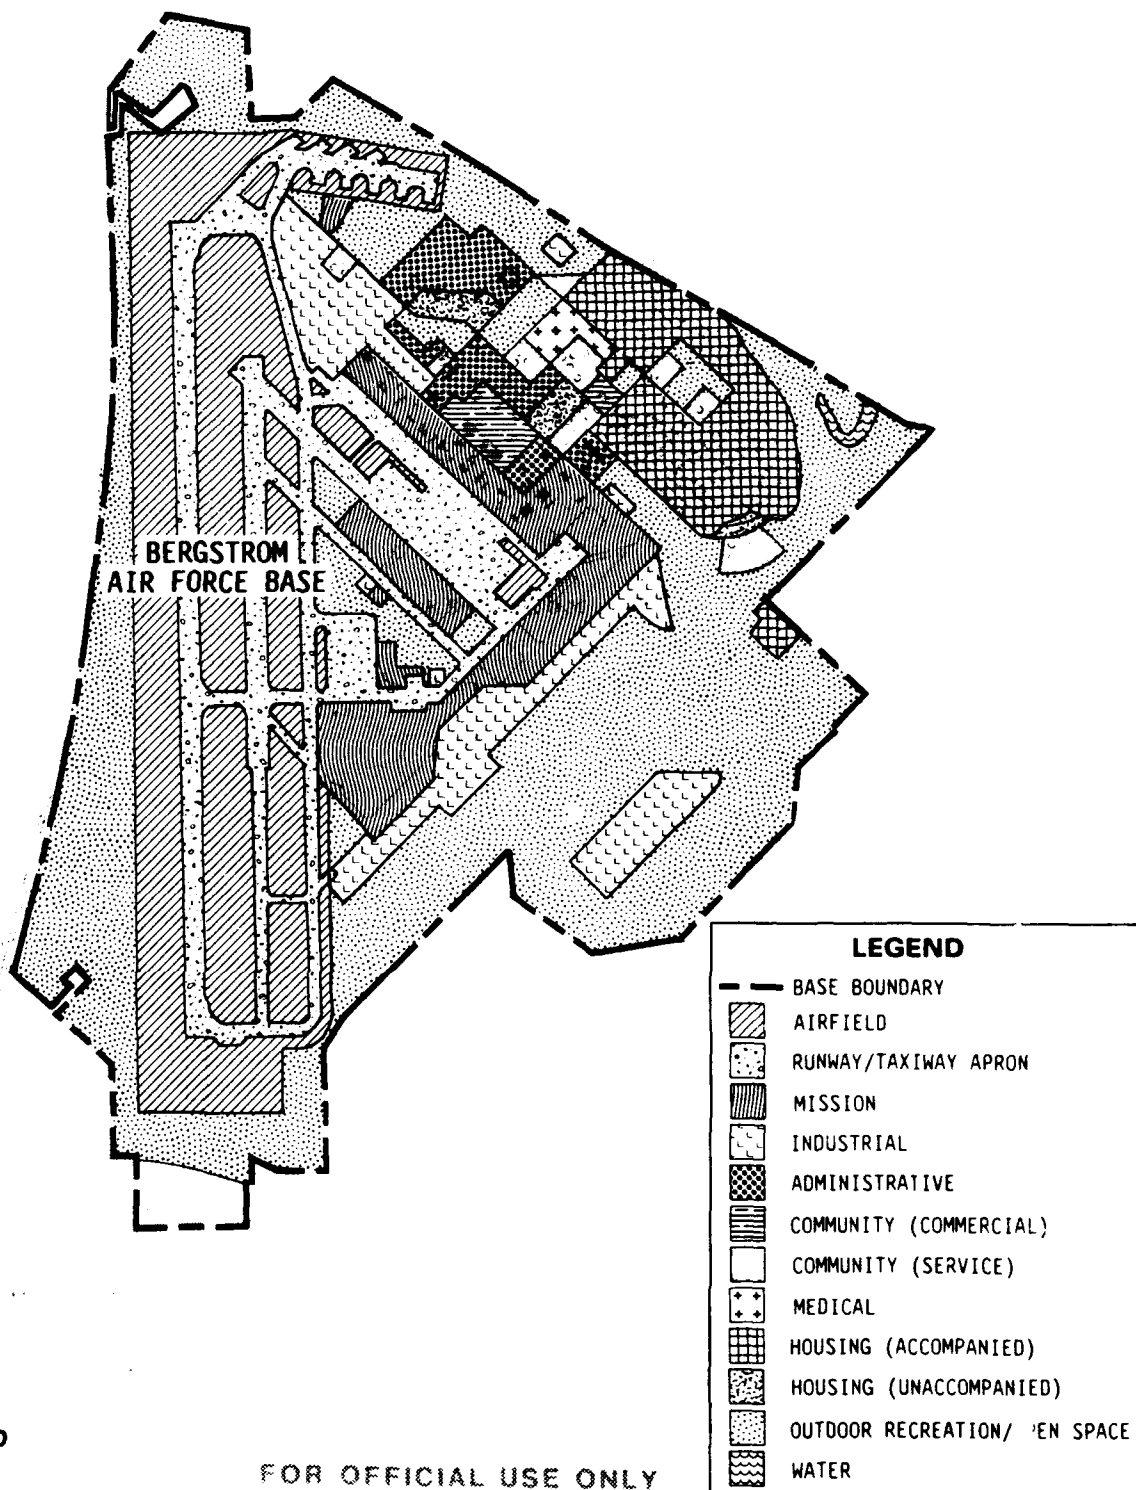 BERGSTROM
AIR FORCE BASE
LEGEND
BASE BOUNDARY
AIRFIELD
RUNWAY/TAXIWAY APRON
MISSION
INDUSTRIAL
ADMINISTRATIVE
COMMUNITY (COMMERCIAL)
COMMUNITY (SERVICE)
MEDICAL
HOUSING (ACCOMPANIED)
HOUSING (UNACCOMPANIED)
OUTDOOR RECREATION/ EN SPACE
WATER
FOR OFFICIAL USE ONLY